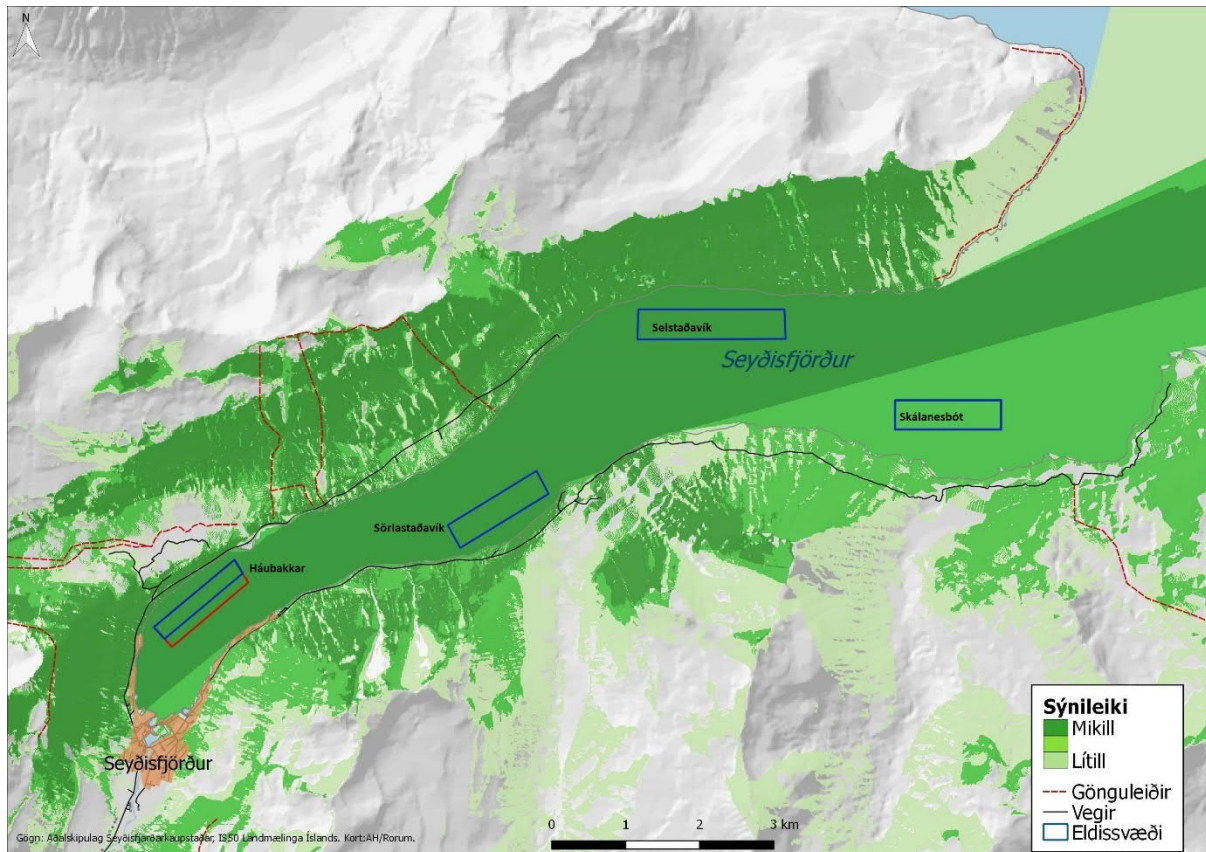 N
Selstaðavík
Seyðisfjörður
Skálanesbót
Sörlastaðavík
Háubakkar
Seyðisfjörður
Sýnileiki
Mikill
Lítill
Gönguleiðir
Vegir
Eldissvæði
Gögn: Aðalskipulag Seyðisfjarðarkaupstaðar, IS50 Landmælinga Íslands. Kort:AH/Rorum.
0 1 2 3 km